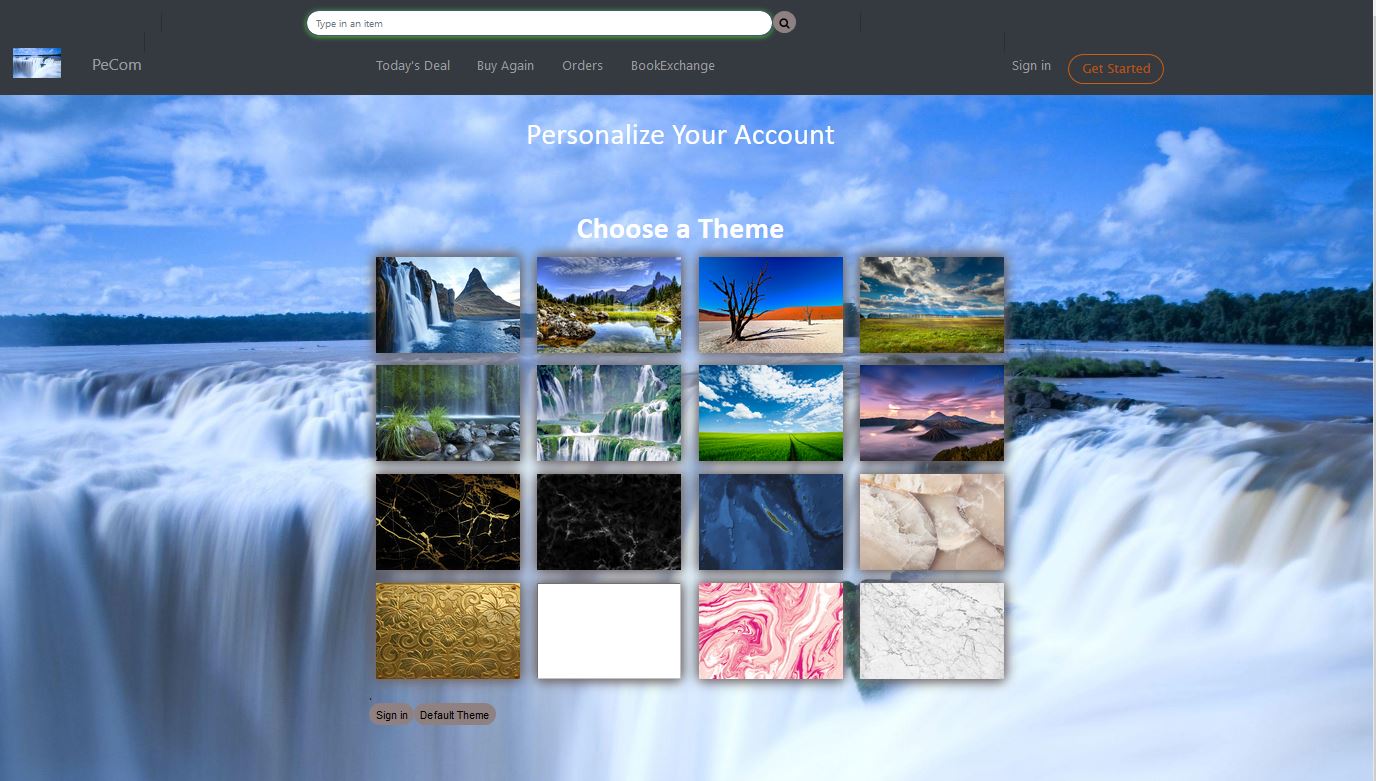 Type in an item
PeCom
Today's Deal
Buy Again
Orders
BookExchange
Sign in
Get Started
Personalize Your Account
Choose a Theme
.
Sign in
Default Theme